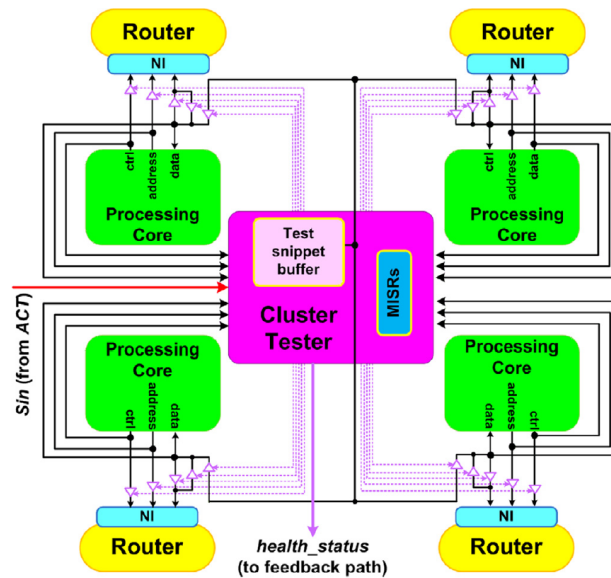 Router
Router
NI
NI
ctrl
address
data
data
address
ctrl
Processing
Core
Processing
Core
Test
snippet
buffer
MISRs
Cluster
Tester
Sin (from ACT)
Processing
Core
Processing
Core
ctrl
address
data
data
address
ctrl
NI
NI
Router
Router
health_status
(to feedback path)